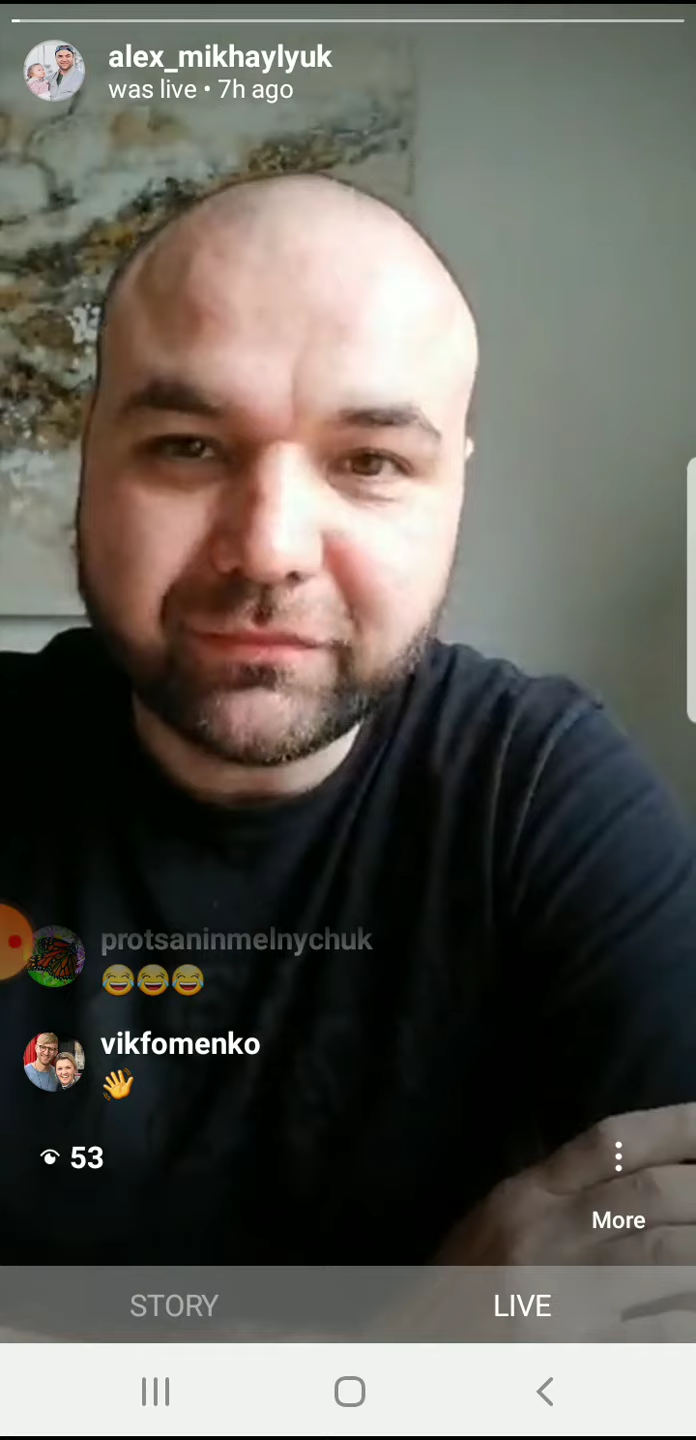 alex_mikhaylyuk
was live • 7h ago
protsaninmelnychuk
😂😂😂
vikfomenko
👋
53
More
STORY
LIVE